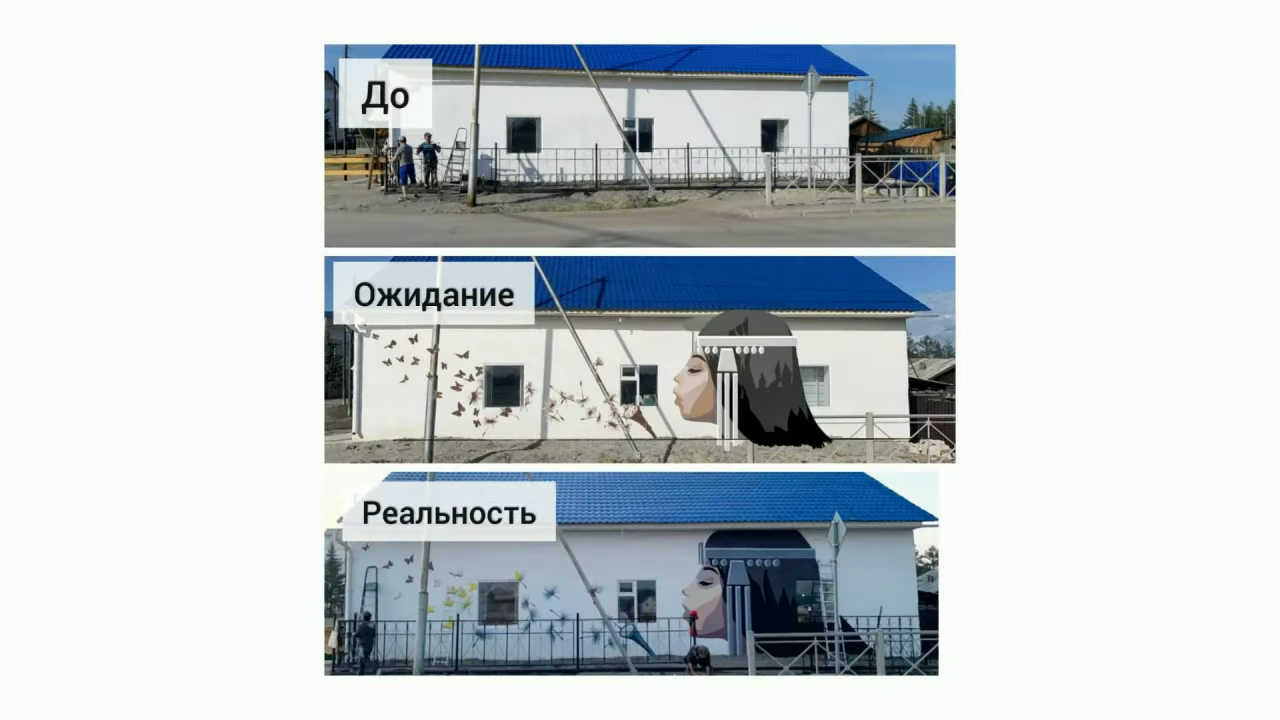 До
Ожидание
Реальность